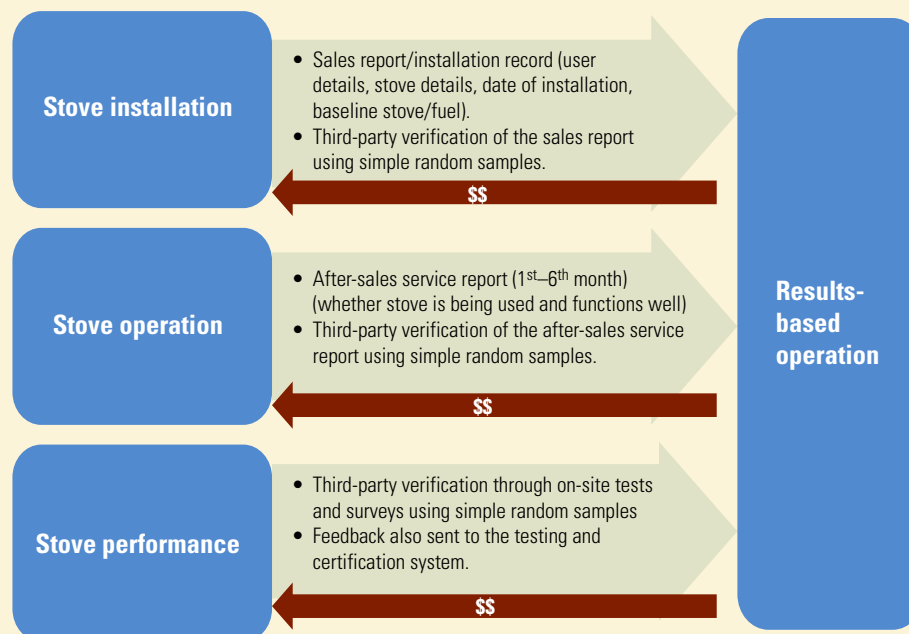 Stove installation
• Sales report/installation record (user
details, stove details, date of installation,
baseline stove/fuel).
• Third-party verification of the sales report
using simple random samples.
$$
Stove operation
• After-sales service report (1st–6th month)
(whether stove is being used and functions well)
• Third-party verification of the after-sales service
report using simple random samples.
$$
Stove performance
• Third-party verification through on-site tests
and surveys using simple random samples
• Feedback also sent to the testing and
certification system.
$$
Results-
based
operation